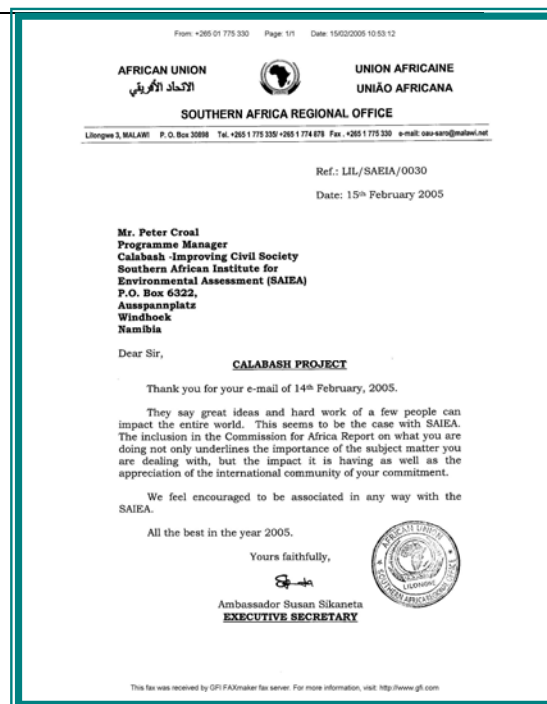 From: +265 01 775 330 Page: 1/1 Date: 15/02/2005 10:53:12
AFRICAN UNION
UNION AFRICAINE
الاتحاد الأفريقي
UNIÃO AFRICANA
SOUTHERN AFRICA REGIONAL OFFICE
Lilongwe 3, MALAWI P. O. Box 30898 Tel. +265 1 775 335/ +265 1 774 878 Fax. +265 1 775 330 e-mail: oau-saro@malawi.net
Ref.: LIL/SAEIA/0030
Date: 15th February 2005
Mr. Peter Croal
Programme Manager
Calabash -Improving Civil Society
Southern African Institute for
Environmental Assessment (SAIEA)
P.O. Box 6322,
Ausspannplatz
Windhoek
Namibia
Dear Sir,
CALABASH PROJECT
Thank you for your e-mail of 14th February, 2005.
They say great ideas and hard work of a few people can
impact the entire world. This seems to be the case with SAIEA.
The inclusion in the Commission for Africa Report on what you are
doing not only underlines the importance of the subject matter you
are dealing with, but the impact it is having as well as the
appreciation of the international community of your commitment.
We feel encouraged to be associated in any way with the
SAIEA.
All the best in the year 2005.
Yours faithfully,
AFRICAN UNION
LILONGWE
SOUTHERN AFRICA REGIONAL OFFICE
Ambassador Susan Sikaneta
EXECUTIVE SECRETARY
This fax was received by GFI FAXmaker fax server. For more information, visit: http://www.gfi.com